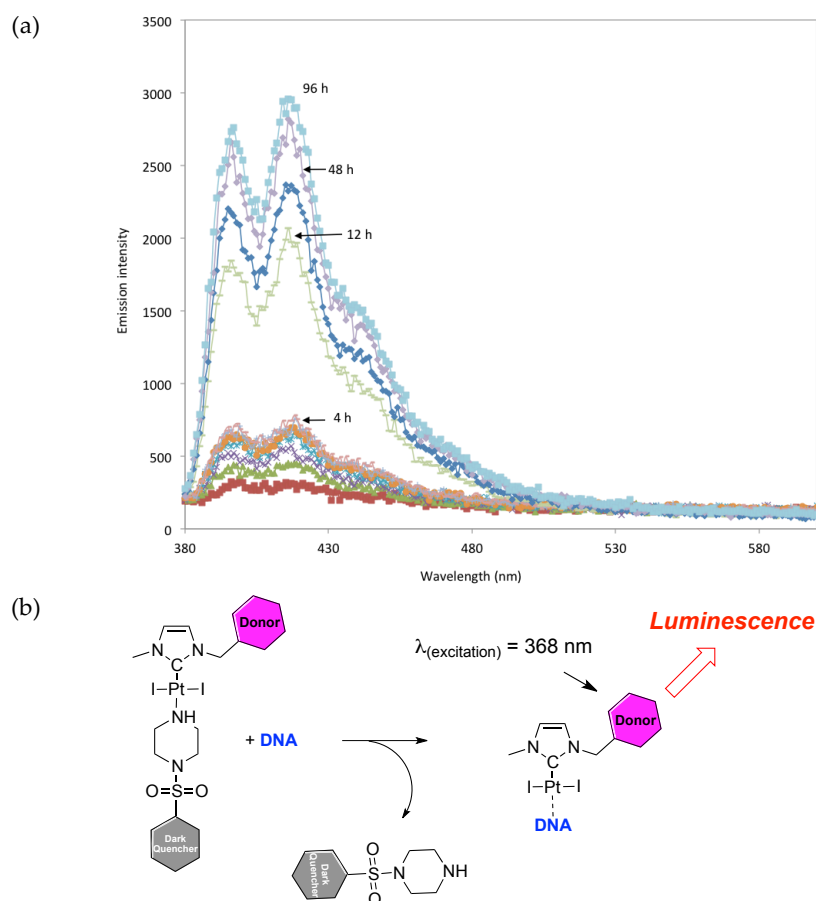 (a)
3500
3000
2500
2000
1500
1000
500
0
Emission intensity
96 h
48 h
12 h
4 h
380
430
480
530
580
Wavelength (nm)
(b)
Donor
N
N
C
I-Pt-I
NH
N
O=S=O
Dark
Quencher
+ DNA
Dark
Quencher
O
S
O
N
NH
λ(excitation) = 368 nm
Luminescence
Donor
N
N
C
I-Pt-I
DNA